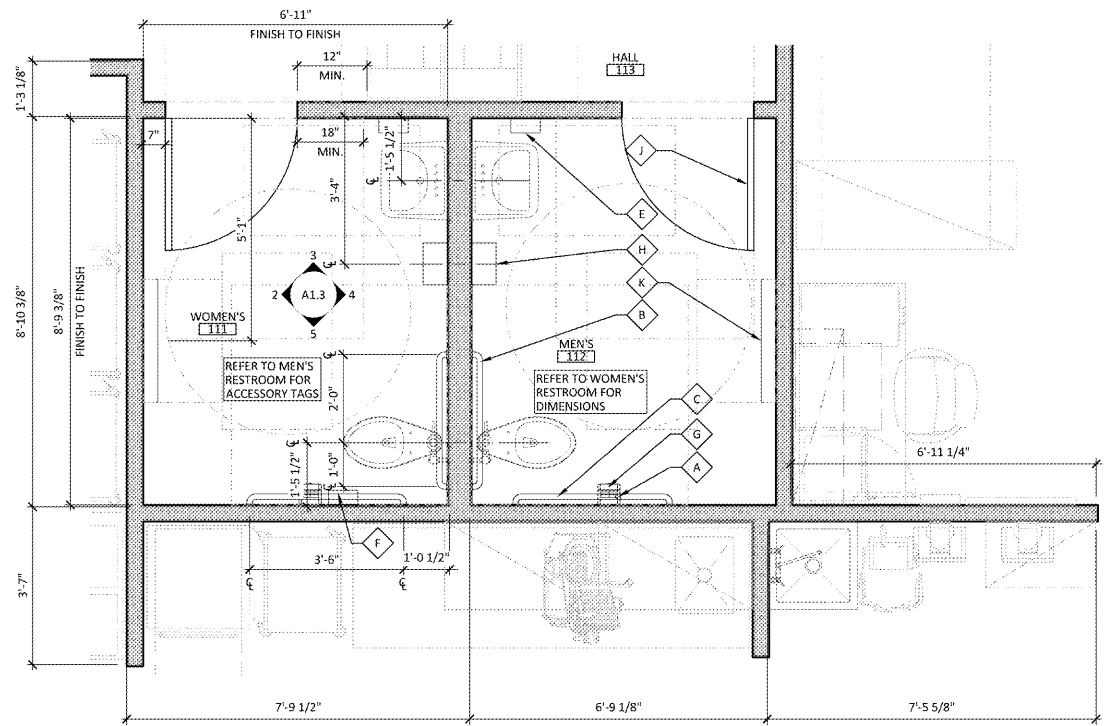 6'-11"
FINISH TO FINISH
12"
MIN.
HALL
113
1'-3 1/8"
7"
18"
MIN.
1'-5 1/2"
3'-4"
5'-1"
J
E
H
K
B
3
2
A1.3
4
5
8'-10 3/8"
8'-9 3/8"
FINISH TO FINISH
WOMEN'S
111
MEN'S
112
REFER TO MEN'S
RESTROOM FOR
ACCESSORY TAGS
REFER TO WOMEN'S
RESTROOM FOR
DIMENSIONS
2'-0"
C
G
A
1'-5 1/2"
1'-0"
6'-11 1/4"
F
3'-6"
1'-0 1/2"
3'-7"
7'-9 1/2"
6'-9 1/8"
7'-5 5/8"